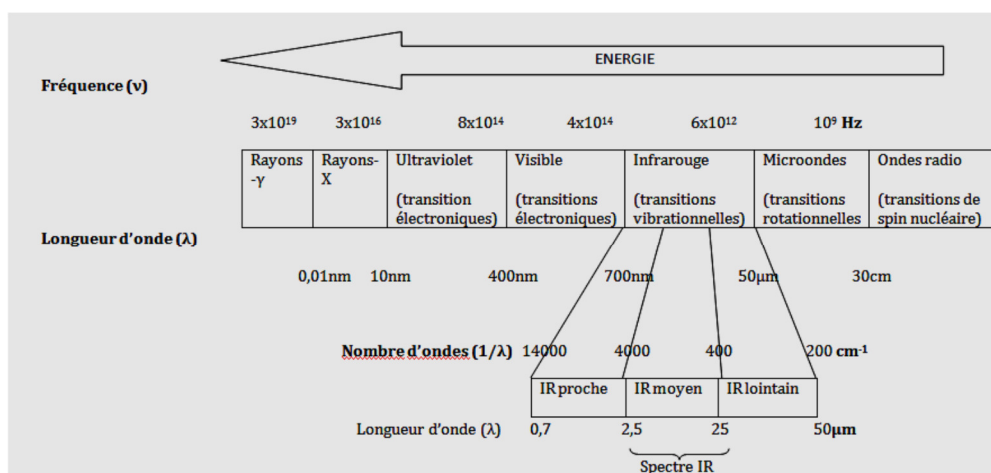 ENERGIE
Fréquence (ν)
3x10¹⁹ 3x10¹⁶ 8x10¹⁴ 4x10¹⁴ 6x10¹² 10⁹ Hz
Rayons Rayons- Ultraviolet Visible Infrarouge Microondes Ondes radio
-γ X
(transition (transitions (transitions (transitions (transitions de
électroniques) électroniques) vibrationnelles) rotationnelles spin nucléaire)
Longueur d'onde (λ)
0,01nm 10nm 400nm 700nm 50µm 30cm
Nombre d'ondes (1/λ) 14000 4000 400 200 cm⁻¹
IR proche IR moyen IR lointain
Longueur d'onde (λ) 0,7 2,5 25 50µm
Spectre IR